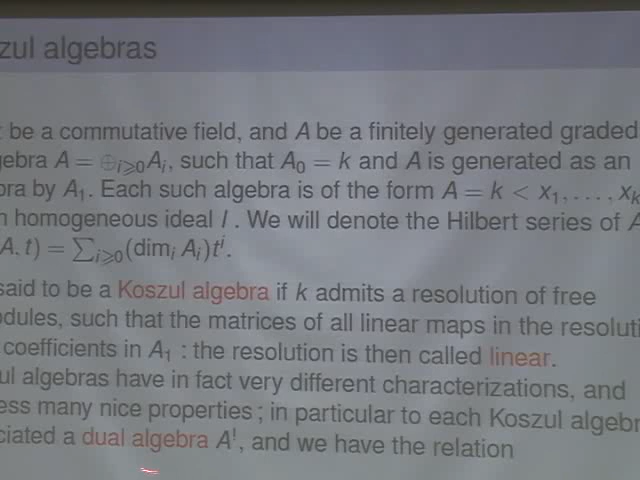 zul algebras
be a commutative field, and A be a finitely generated graded
gebra A = ⊕i⩾0Ai, such that A0 = k and A is generated as an
bra by A1. Each such algebra is of the form A = k < x1, . . . , xk
n homogeneous ideal I. We will denote the Hilbert series of A
A, t) = ∑i⩾0(dimi Ai)t^i.
said to be a Koszul algebra if k admits a resolution of free
odules, such that the matrices of all linear maps in the resoluti
coefficients in A1 : the resolution is then called linear.
ul algebras have in fact very different characterizations, and
ess many nice properties ; in particular to each Koszul algebr
ciated a dual algebra A!, and we have the relation